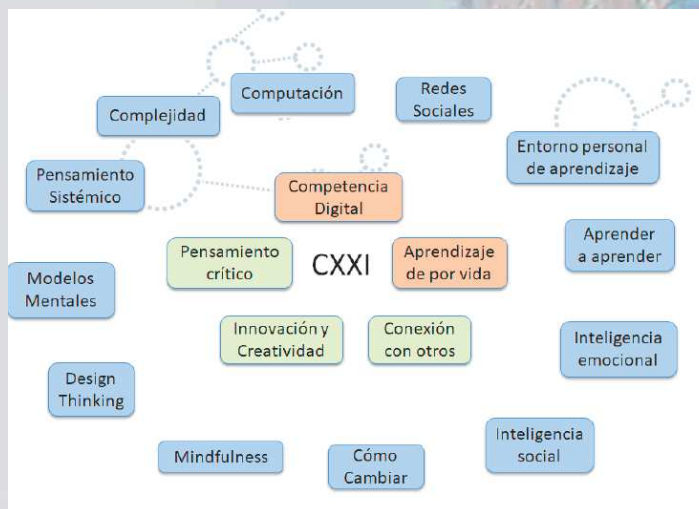 Computación
Redes
Sociales
Complejidad
Entorno personal
de aprendizaje
Pensamiento
Sistémico
Competencia
Digital
Aprender
a aprender
Pensamiento
crítico
CXXI
Aprendizaje
de por vida
Modelos
Mentales
Innovación y
Creatividad
Conexión
con otros
Inteligencia
emocional
Design
Thinking
Inteligencia
social
Mindfulness
Cómo
Cambiar